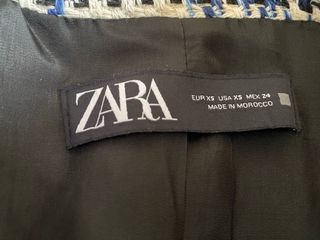 ZARA
EUR XS USA XS MEX 24
MADE IN MOROCCO